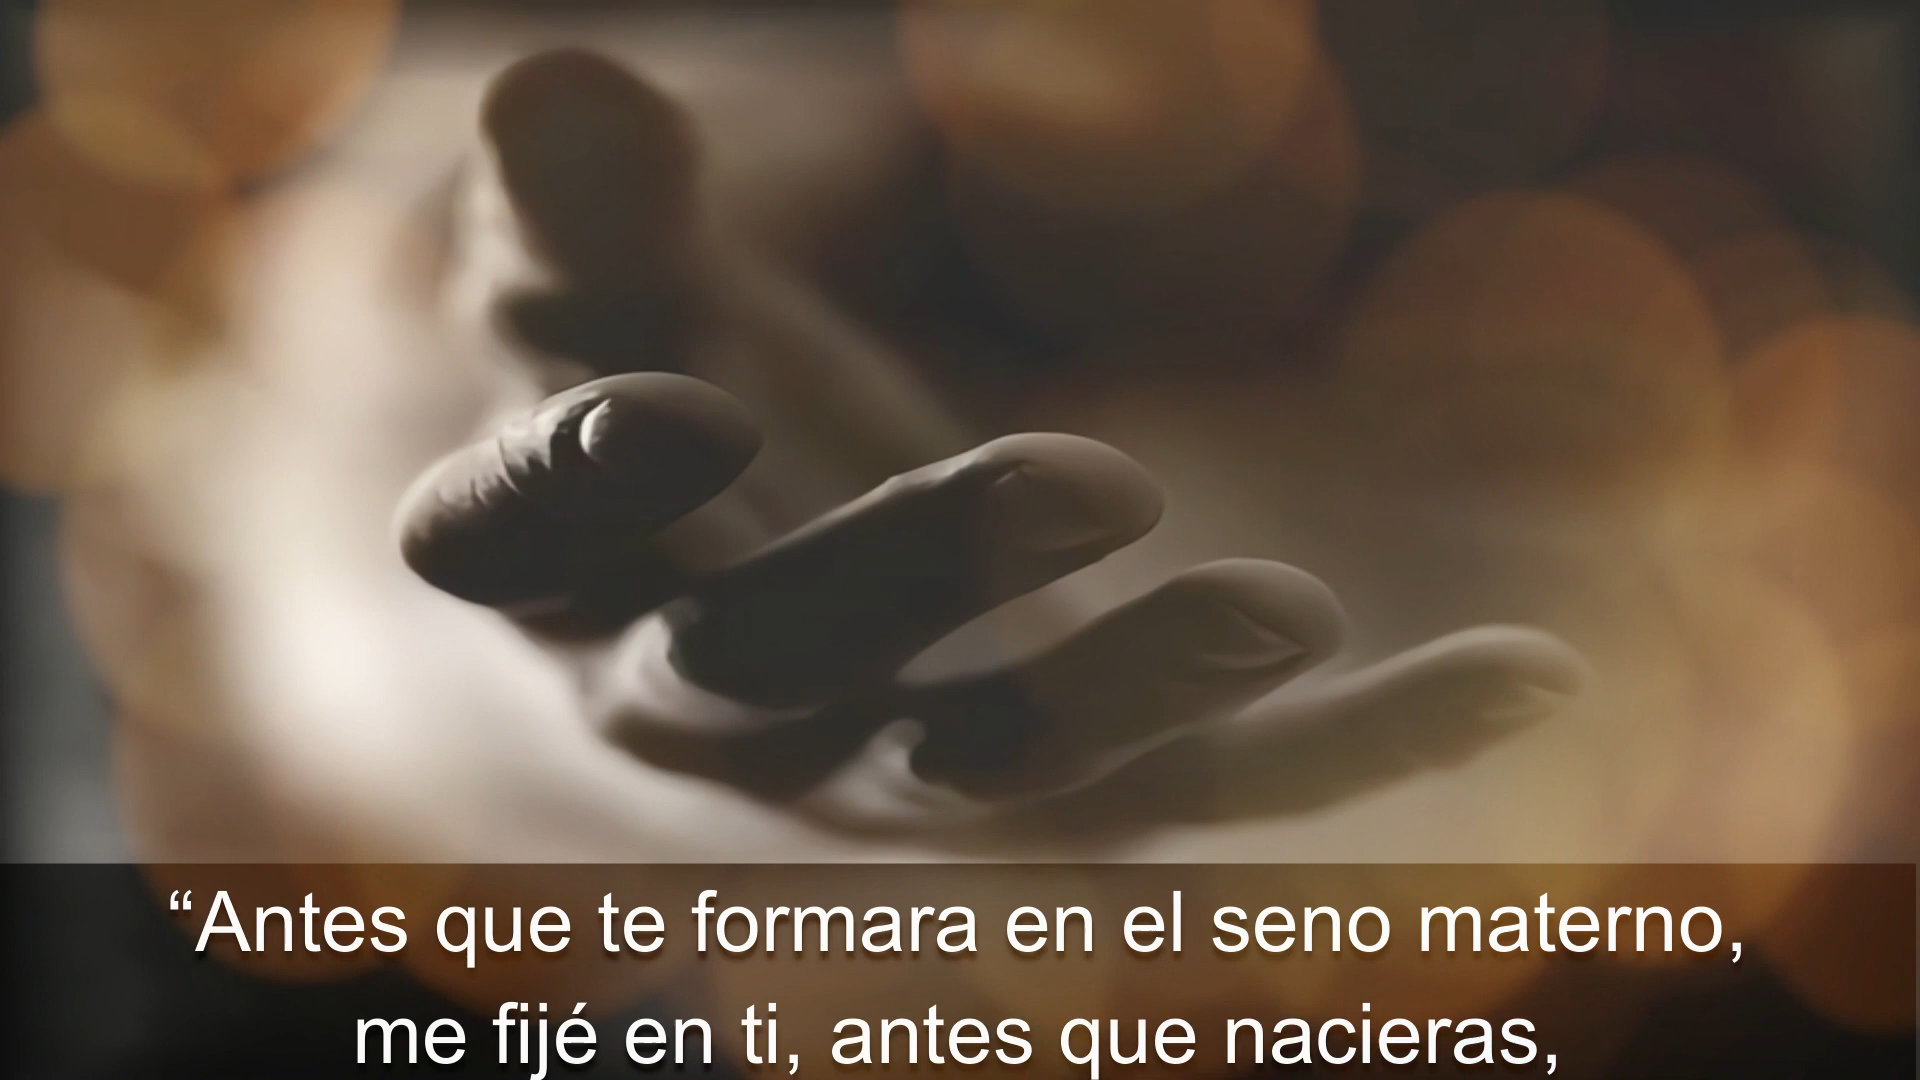 “Antes que te formara en el seno materno,
me fijé en ti, antes que nacieras,